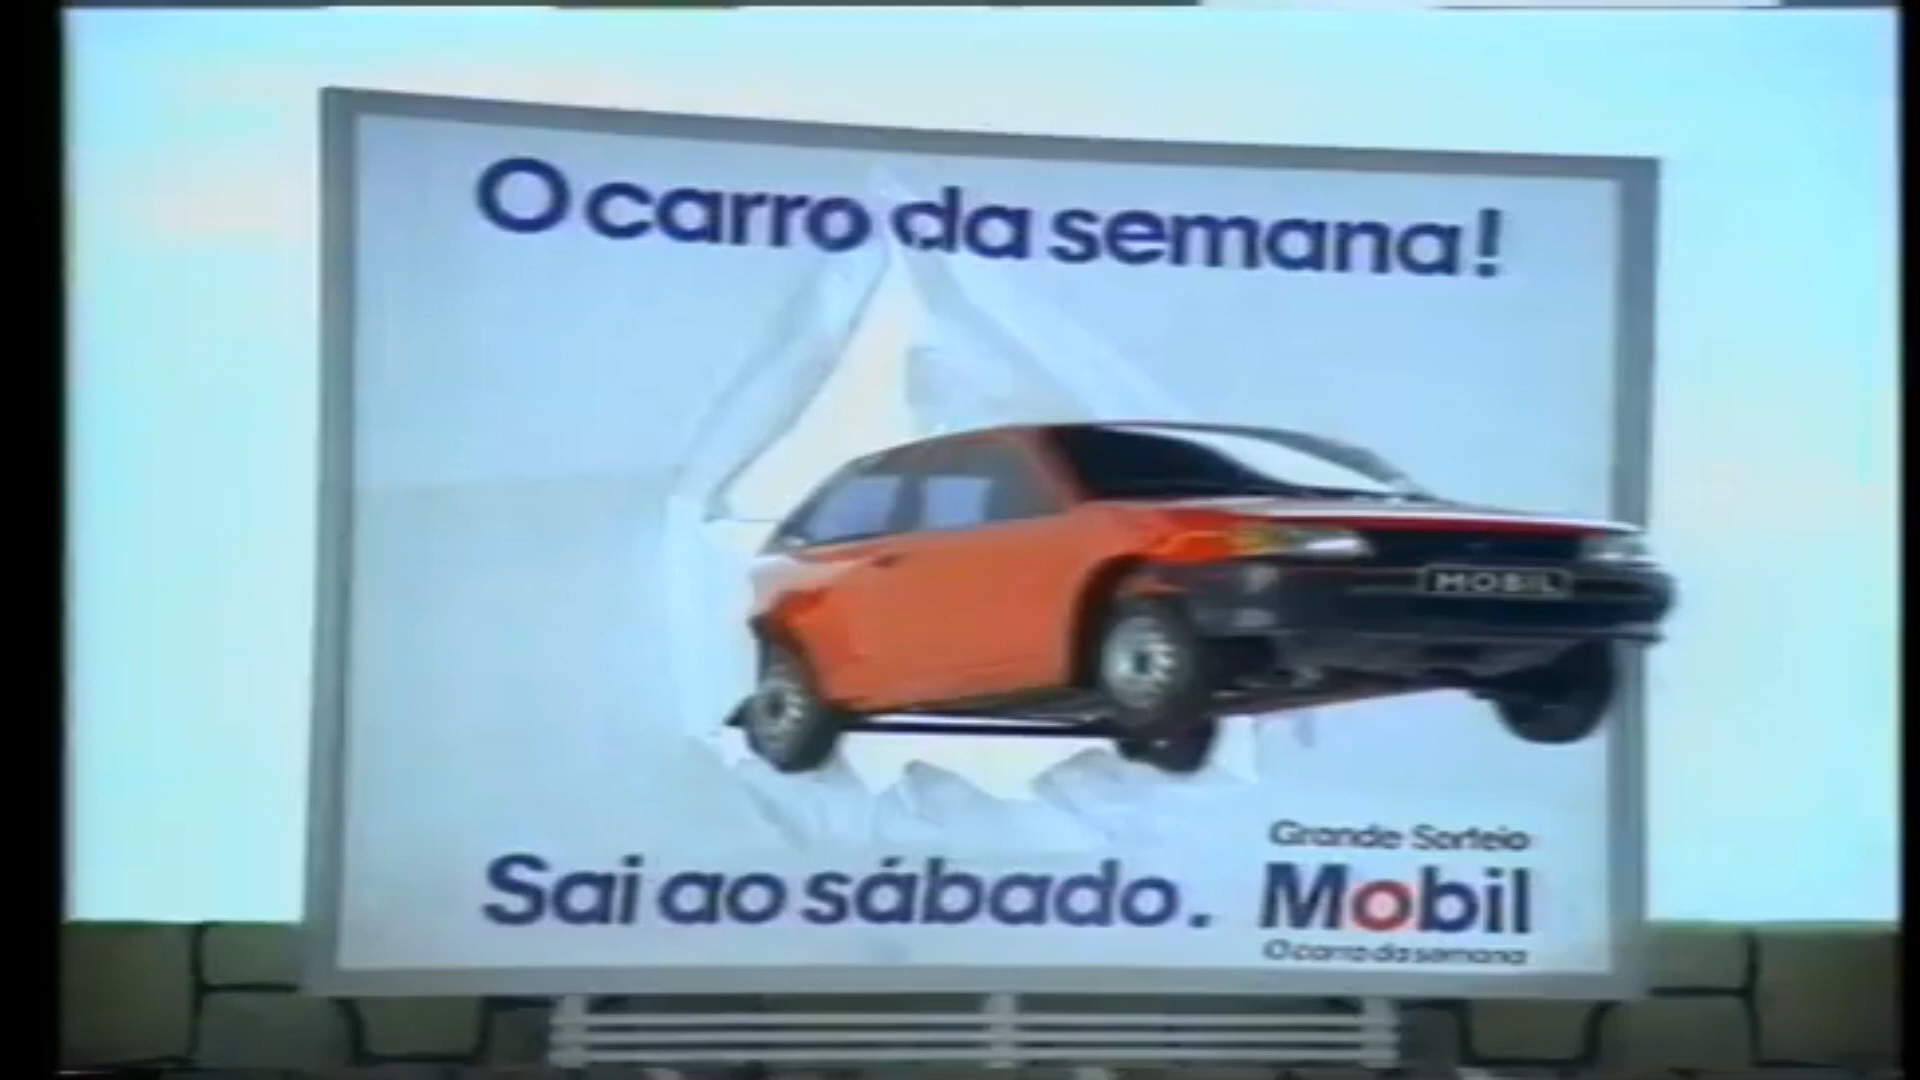 O carro da semana!
MOBIL
Sai ao sábado.
Grande Sorteio
Mobil
O carro da semana